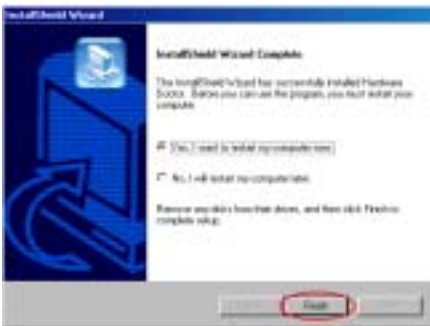 InstallShield Wizard
InstallShield Wizard Complete
The InstallShield Wizard has successfully installed Hardware
Doctor. Before you can use the program, you must restart your
computer.
Yes, I want to restart my computer now.
No, I will restart my computer later.
Remove any disks from their drives, and then click Finish to
complete setup.
Finish